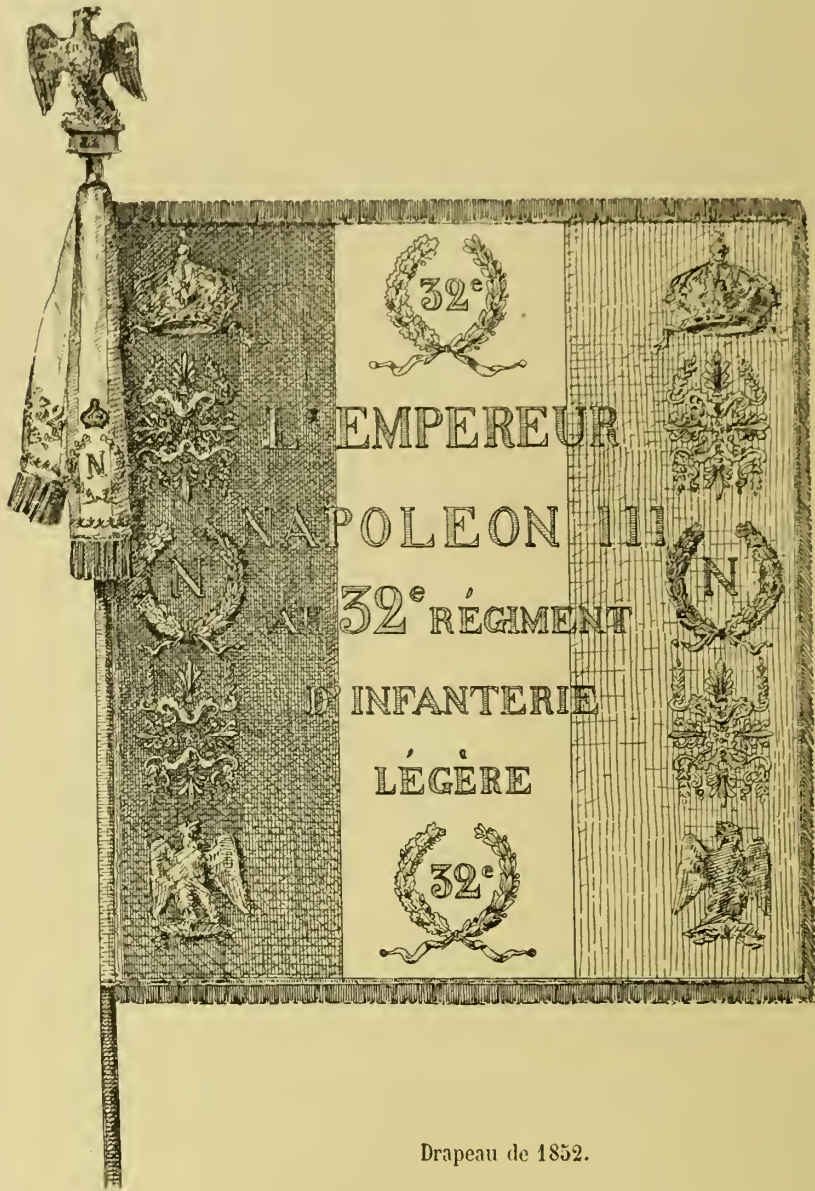 32e
L'EMPEREUR
NAPOLEON III
AU 32e RÉGIMENT
D'INFANTERIE
LÉGÈRE
32e
N
N
N
Drapeau de 1852.